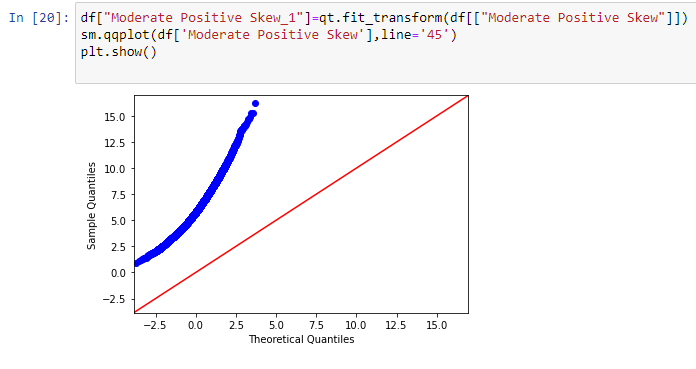 In [20]: df["Moderate Positive Skew_1"]=qt.fit_transform(df[["Moderate Positive Skew"]])
sm.qqplot(df['Moderate Positive Skew'],line='45')
plt.show()
15.0
12.5
10.0
7.5
5.0
2.5
0.0
−2.5
Sample Quantiles
−2.5 0.0 2.5 5.0 7.5 10.0 12.5 15.0
Theoretical Quantiles